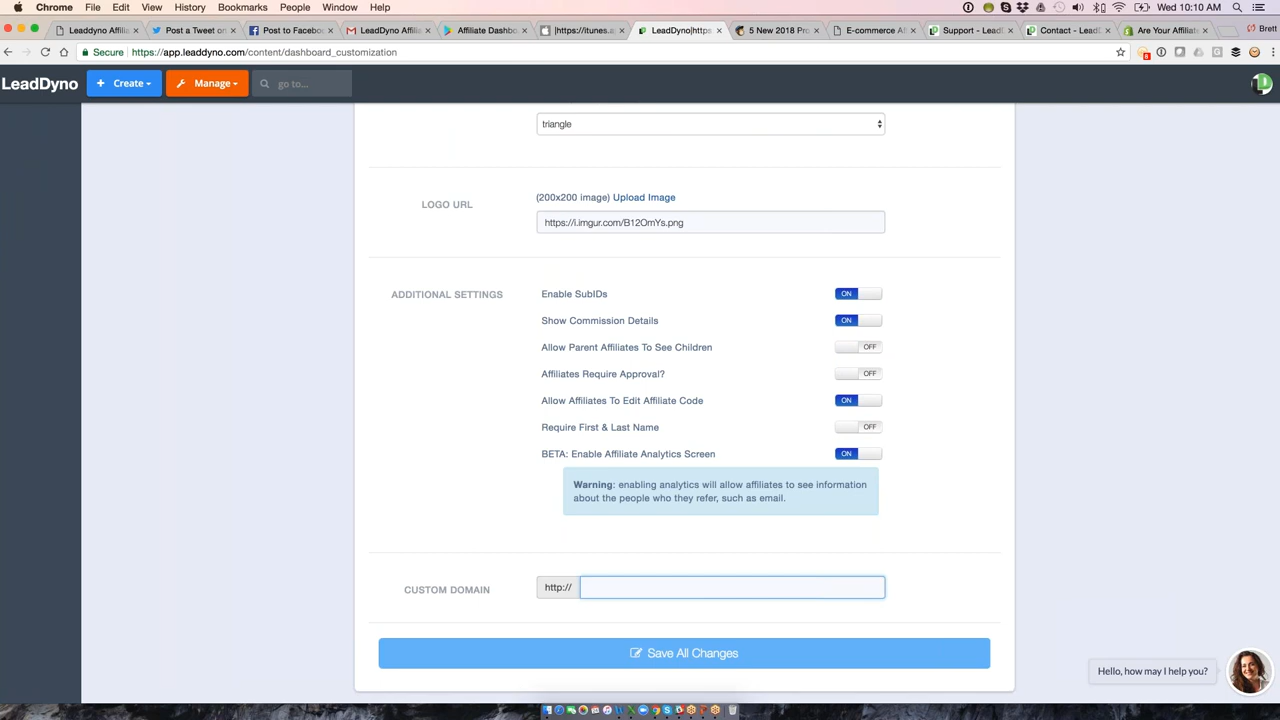 Chrome File Edit View History Bookmarks People Window Help Wed 10:10 AM
Leaddyno Affilia Post a Tweet on Post to Facebook LeadDyno Affilia Affiliate Dashbo |https://itunes.ap LeadDyno|https 5 New 2018 Pro E-commerce Af Support - LeadD Contact - LeadD Are Your Affiliate Brett
Secure https://app.leaddyno.com/content/dashboard_customization
LeadDyno + Create Manage go to...
triangle
LOGO URL
(200x200 image) Upload Image
https://i.imgur.com/B12OmYs.png
ADDITIONAL SETTINGS
Enable SubIDs ON
Show Commission Details ON
Allow Parent Affiliates To See Children OFF
Affiliates Require Approval? OFF
Allow Affiliates To Edit Affiliate Code ON
Require First & Last Name OFF
BETA: Enable Affiliate Analytics Screen ON
Warning: enabling analytics will allow affiliates to see information
about the people who they refer, such as email.
CUSTOM DOMAIN http://
Save All Changes
Hello, how may I help you?